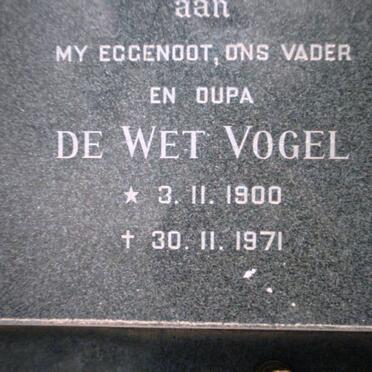 aan
MY EGGENOOT, ONS VADER
EN OUPA
DE WET VOGEL
★ 3. 11. 1900
† 30. 11. 1971